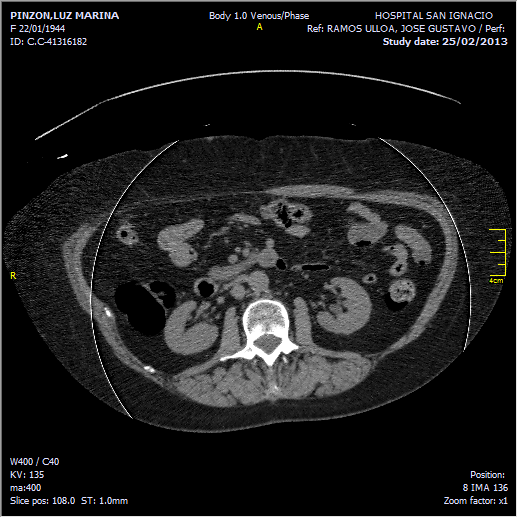 PINZON,LUZ MARINA
F 22/01/1944
ID: C.C-41316182
Body 1.0 Venous/Phase
A
HOSPITAL SAN IGNACIO
Ref: RAMOS ULLOA, JOSE GUSTAVO / Perf:
Study date: 25/02/2013
R
4cm
W400 / C40
KV: 135
ma:400
Slice pos: 108.0 ST: 1.0mm
Position:
8 IMA 136
Zoom factor: x1